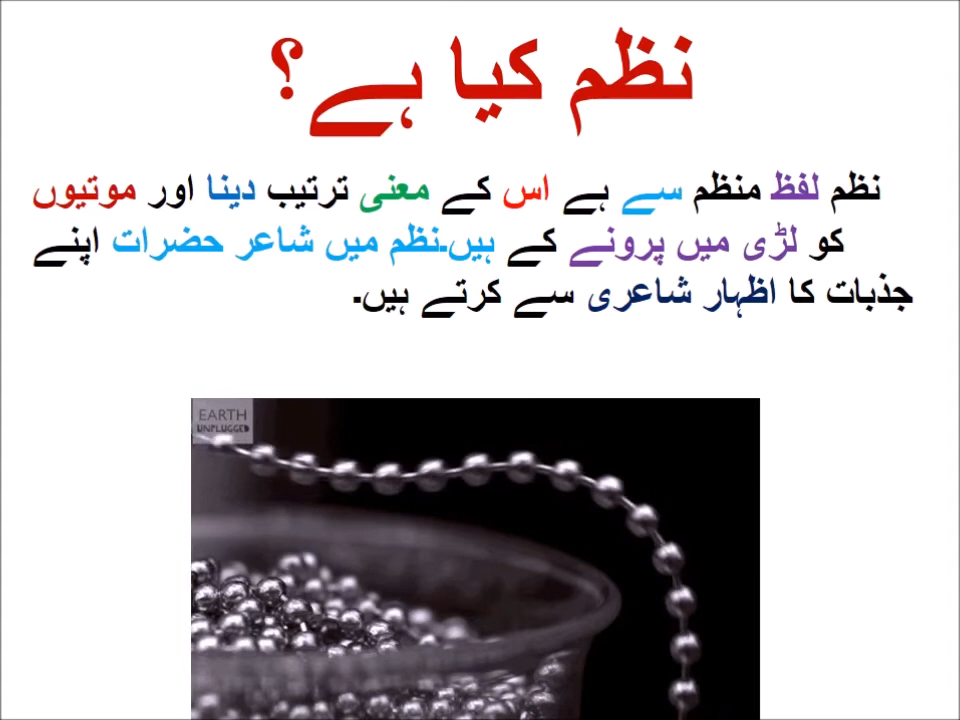 نظم کیا ہے؟
نظم لفظ منظم سے ہے اس کے معنی ترتیب دینا اور موتیوں
کو لڑی میں پرونے کے ہیں۔نظم میں شاعر حضرات اپنے
جذبات کا اظہار شاعری سے کرتے ہیں۔
EARTH
UNPLUGGED